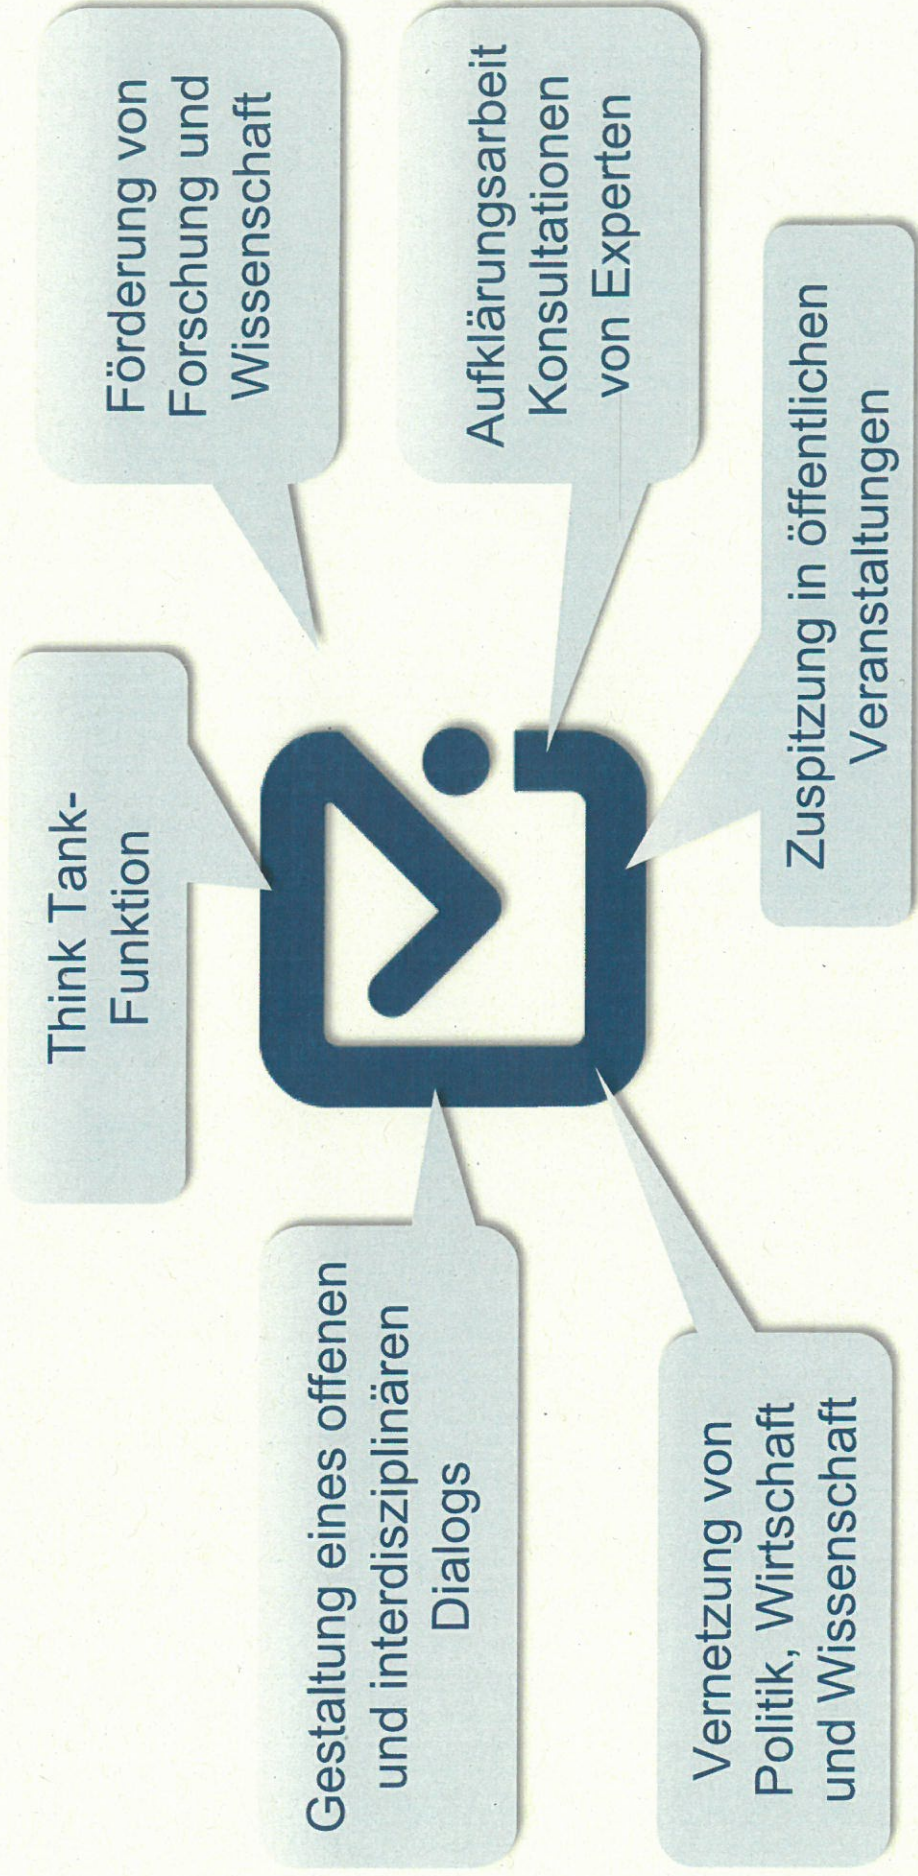 Think Tank-
Funktion
Förderung von
Forschung und
Wissenschaft
Gestaltung eines offenen
und interdisziplinären
Dialogs
Aufklärungsarbeit
Konsultationen
von Experten
Vernetzung von
Politik, Wirtschaft
und Wissenschaft
Zuspitzung in öffentlichen
Veranstaltungen